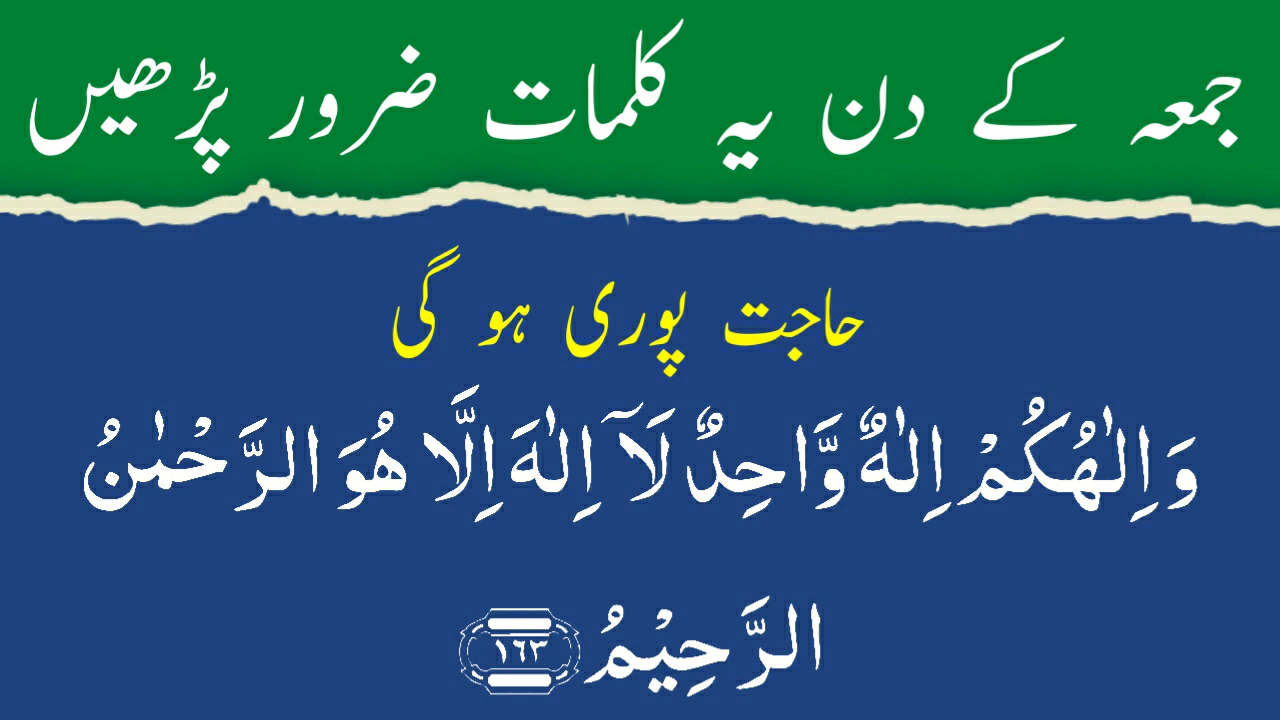 جمعہ کے دن یہ کلمات ضرور پڑھیں
حاجت پوری ہو گی
وَاِلٰهُكُمْ اِلٰهٌ وَّاحِدٌ لَآ اِلٰهَ اِلَّا هُوَ الرَّحْمٰنُ
الرَّحِيْمُ ١٦٣